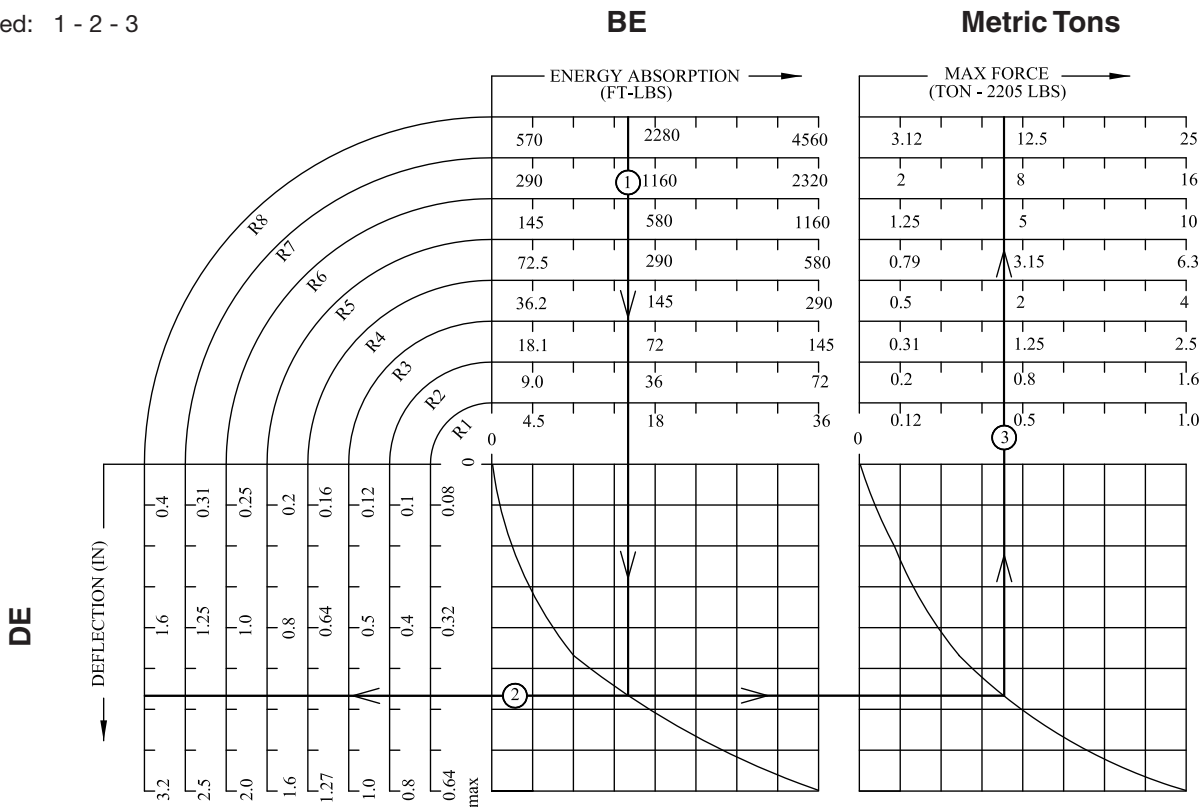 ed: 1 - 2 - 3
BE
Metric Tons
ENERGY ABSORPTION
(FT-LBS)
MAX FORCE
(TON - 2205 LBS)
R8
570 2280 4560
3.12 12.5 25
R7
290 1 1160 2320
2 8 16
R6
145 580 1160
1.25 5 10
R5
72.5 290 580
0.79 3.15 6.3
R4
36.2 145 290
0.5 2 4
R3
18.1 72 145
0.31 1.25 2.5
R2
9.0 36 72
0.2 0.8 1.6
R1
4.5 18 36
0.12 0.5 1.0
0
0
3
0
DE
DEFLECTION (IN)
0.4 0.31 0.25 0.2 0.16 0.12 0.1 0.08
1.6 1.25 1.0 0.8 0.64 0.5 0.4 0.32
2
3.2 2.5 2.0 1.6 1.27 1.0 0.8 0.64 max